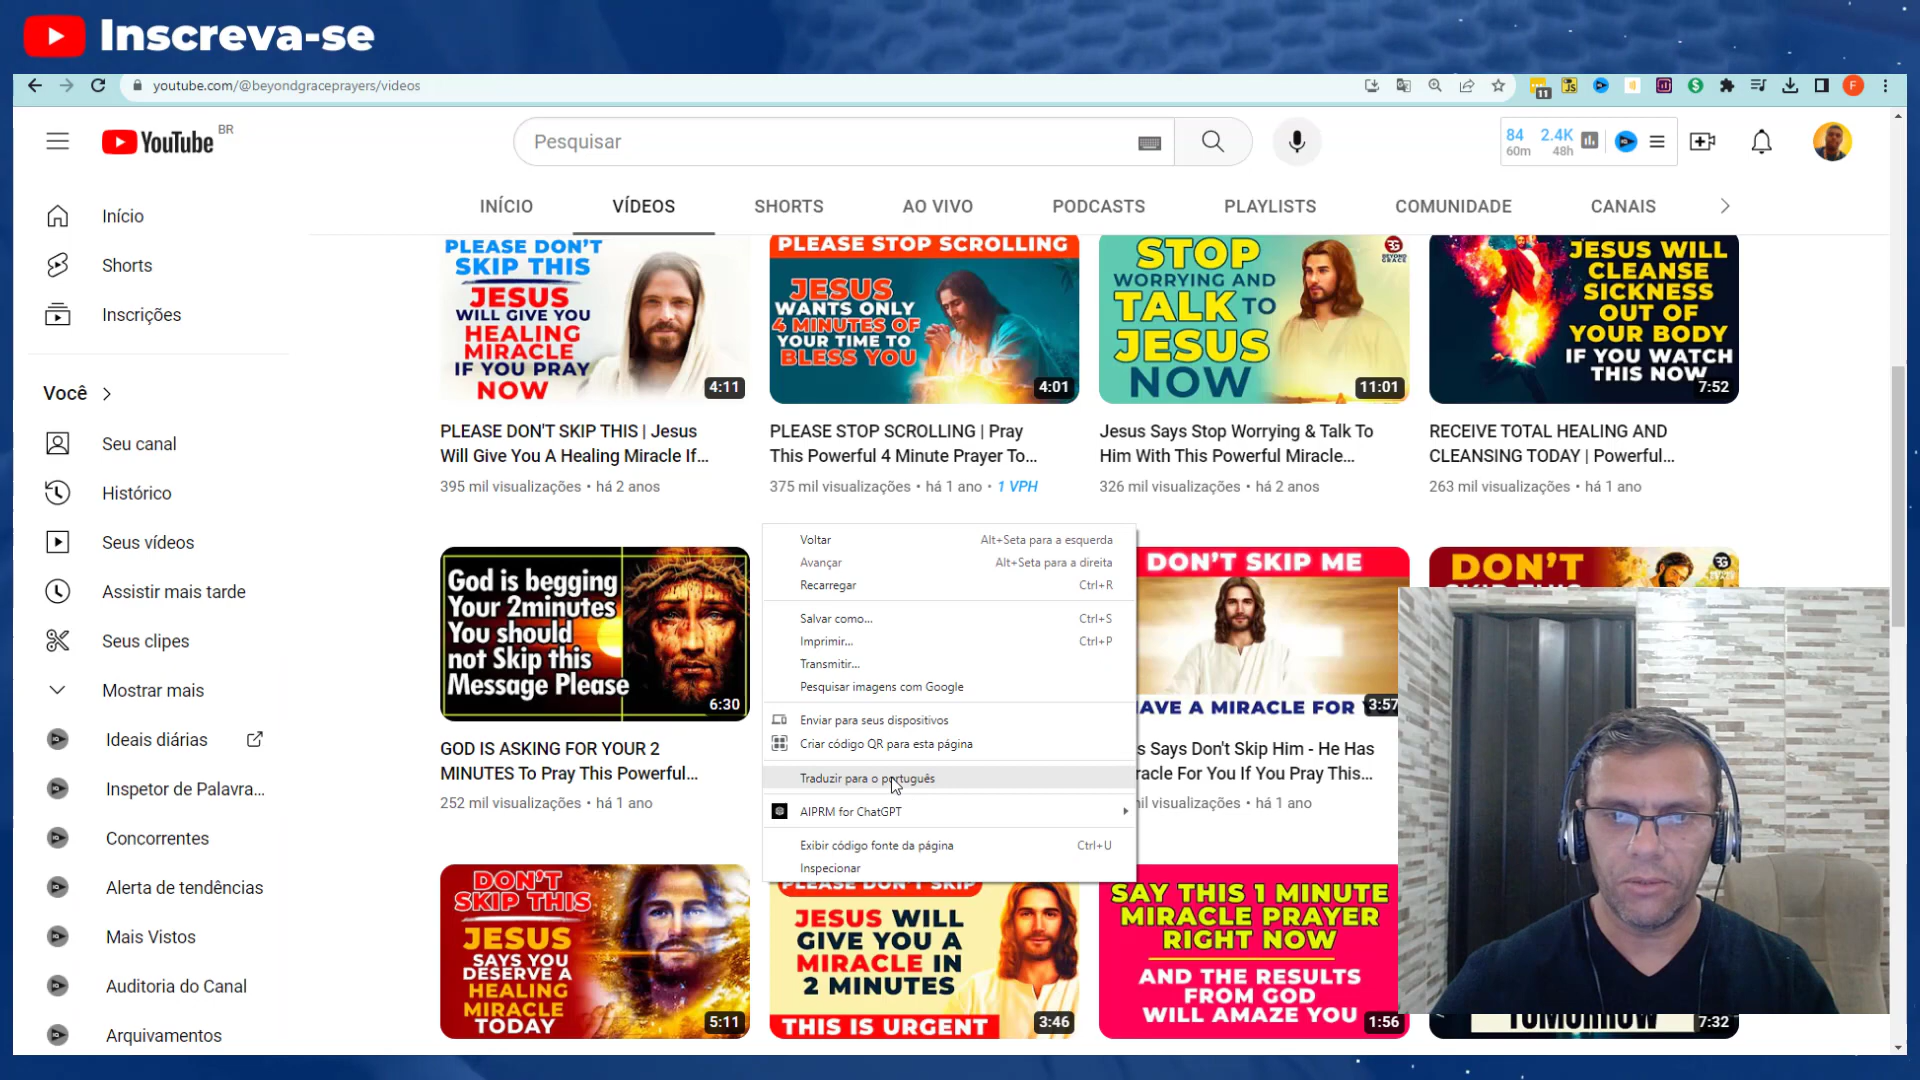 Inscreva-se
youtube.com/@beyondgraceprayers/videos
11
JS
F
YouTube
BR
Pesquisar
84 2.4K
60m 48h
INÍCIO VÍDEOS SHORTS AO VIVO PODCASTS PLAYLISTS COMUNIDADE CANAIS
Início
Shorts
Inscrições
Você
Seu canal
Histórico
Seus vídeos
Assistir mais tarde
Seus clipes
Mostrar mais
Ideais diárias
Inspetor de Palavra...
Concorrentes
Alerta de tendências
Mais Vistos
Auditoria do Canal
Arquivamentos
PLEASE DON'T
SKIP THIS
JESUS
WILL GIVE YOU
HEALING
MIRACLE
IF YOU PRAY
NOW
4:11
PLEASE DON'T SKIP THIS | Jesus
Will Give You A Healing Miracle If...
395 mil visualizações • há 2 anos
PLEASE STOP SCROLLING
JESUS
WANTS ONLY
4 MINUTES OF
YOUR TIME TO
BLESS YOU
4:01
PLEASE STOP SCROLLING | Pray
This Powerful 4 Minute Prayer To...
375 mil visualizações • há 1 ano • 1 VPH
STOP
WORRYING AND
TALK TO
JESUS
NOW
BEYOND
GRACE
11:01
Jesus Says Stop Worrying & Talk To
Him With This Powerful Miracle...
326 mil visualizações • há 2 anos
JESUS WILL
CLEANSE
SICKNESS
OUT OF
YOUR BODY
IF YOU WATCH
THIS NOW
7:52
RECEIVE TOTAL HEALING AND
CLEANSING TODAY | Powerful...
263 mil visualizações • há 1 ano
God is begging
Your 2minutes
You should
not Skip this
Message Please
6:30
GOD IS ASKING FOR YOUR 2
MINUTES To Pray This Powerful...
252 mil visualizações • há 1 ano
Voltar Alt+Seta para a esquerda
Avançar Alt+Seta para a direita
Recarregar Ctrl+R
Salvar como... Ctrl+S
Imprimir... Ctrl+P
Transmitir...
Pesquisar imagens com Google
Enviar para seus dispositivos
Criar código QR para esta página
Traduzir para o português
AIPRM for ChatGPT
Exibir código fonte da página Ctrl+U
Inspecionar
DON'T SKIP ME
AVE A MIRACLE FOR
3:57
s Says Don't Skip Him - He Has
racle For You If You Pray This...
il visualizações • há 1 ano
DON'T
DON'T
SKIP THIS
JESUS
SAYS YOU
DESERVE A
HEALING
MIRACLE
TODAY
5:11
PLEASE DON'T SKIP
JESUS WILL
GIVE YOU A
MIRACLE IN
2 MINUTES
THIS IS URGENT
3:46
SAY THIS 1 MINUTE
MIRACLE PRAYER
RIGHT NOW
AND THE RESULTS
FROM GOD
WILL AMAZE YOU
1:56
TOMORROW
7:32